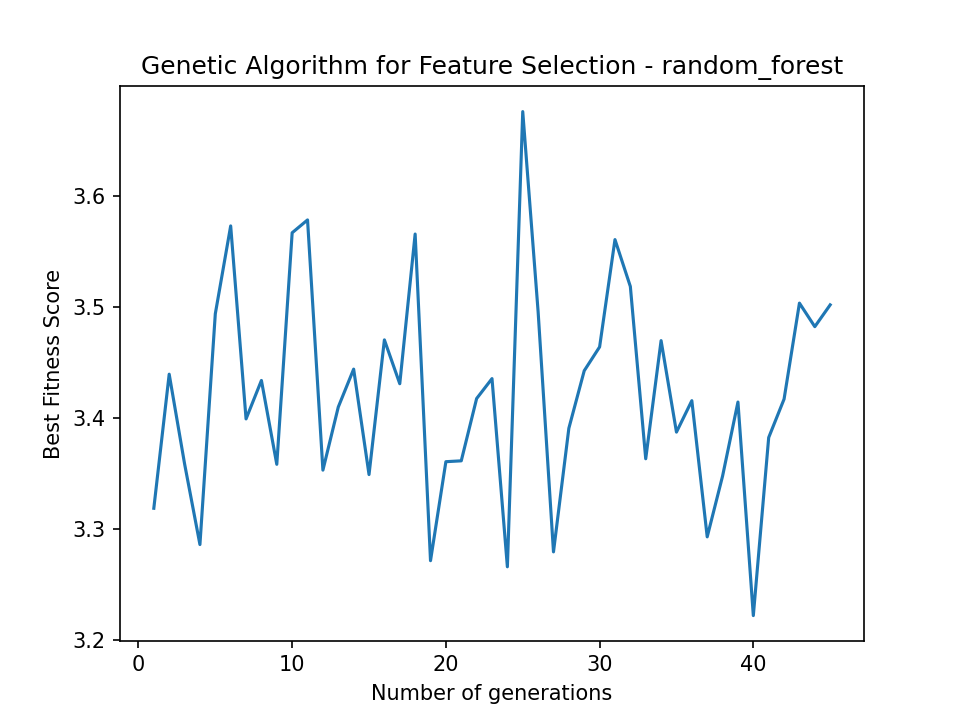 Genetic Algorithm for Feature Selection - random_forest
Best Fitness Score
3.6
3.5
3.4
3.3
3.2
0 10 20 30 40
Number of generations